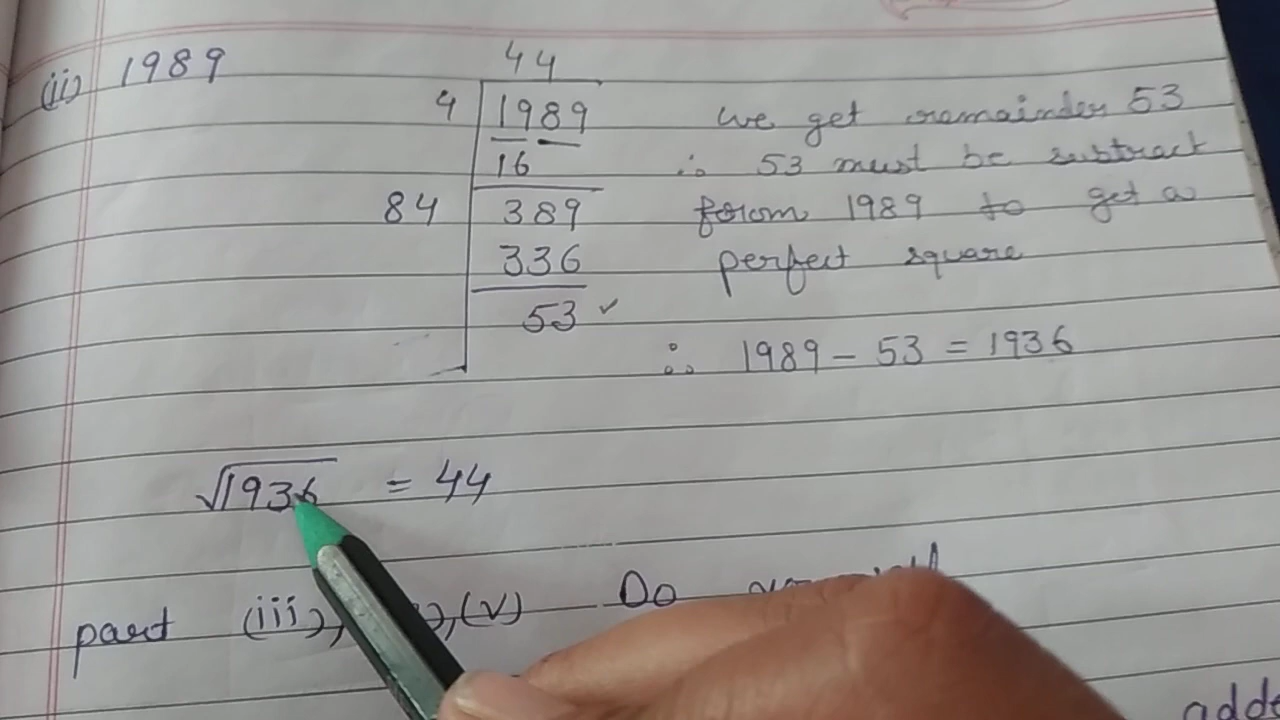 (ii) 1989
44
4 1989 we get remainder 53
16 ∴ 53 must be subtract
84 389 from 1989 to get a
336 perfect square
53 ✓
∴ 1989 - 53 = 1936
√1936 = 44
part (iii), (v) Do